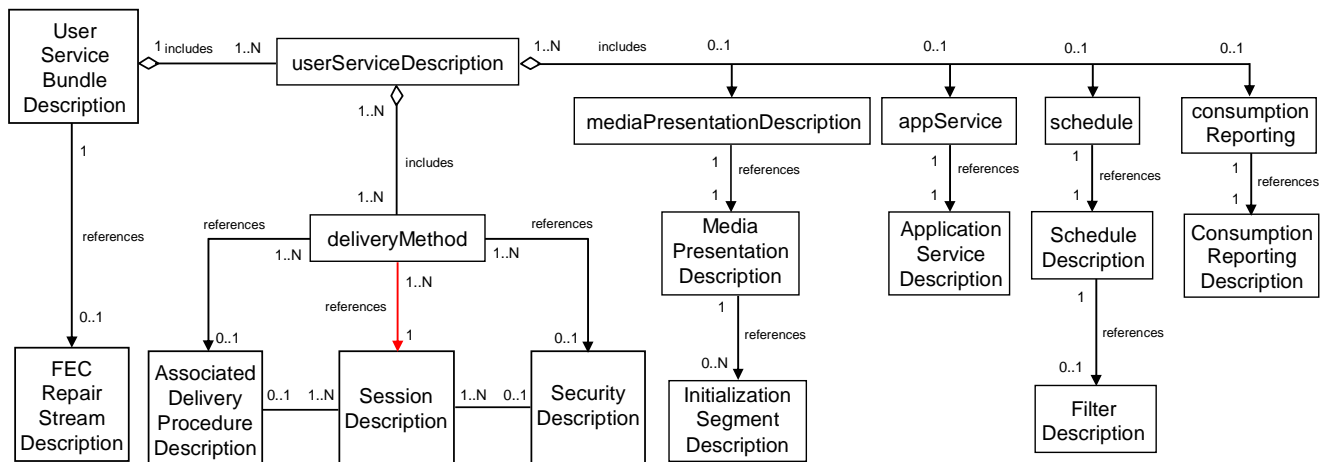 User
Service
Bundle
Description
1 includes
1..N
userServiceDescription
1..N
includes
0..1
0..1
0..1
0..1
mediaPresentationDescription
appService
schedule
consumption
Reporting
1..N
includes
1..N
1
references
0..1
1
references
1
1
references
1
1
references
1
1
references
1
Media
Presentation
Description
Application
Service
Description
Schedule
Description
Consumption
Reporting
Description
references
deliveryMethod
references
1..N
1..N
1..N
references
0..1
1
0..1
1
references
0..N
1
references
0..1
FEC
Repair
Stream
Description
Associated
Delivery
Procedure
Description
0..1
1..N
Session
Description
1..N
0..1
Security
Description
Initialization
Segment
Description
Filter
Description